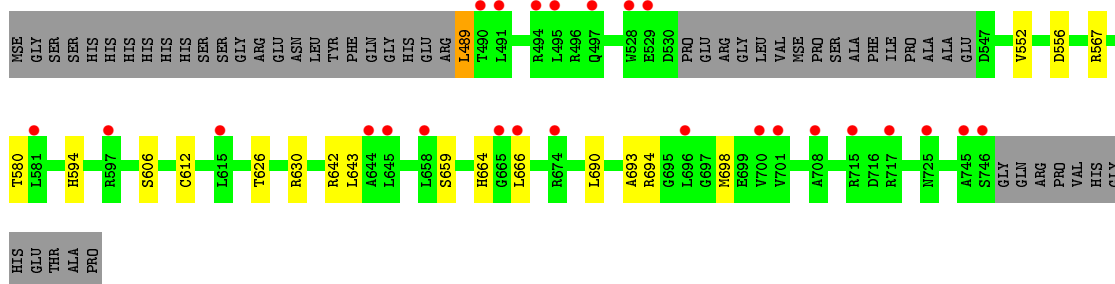 MSE GLY SER SER HIS HIS HIS HIS HIS HIS SER SER GLY ARG GLU ASN LEU TYR PHE GLN GLY HIS GLU ARG L489 T490 L491 R494 L495 R496 Q497 W528 E529 D530 PRO GLU ARG GLY LEU VAL MSE PRO SER ALA PHE ILE PRO ALA ALA GLU D547 V552 D556 R567
T580 L581 H594 R597 S606 C612 L615 T626 R630 R642 L643 A644 L645 L658 S659 H664 G665 L666 R674 L690 A693 R694 G695 L696 G697 M698 E699 V700 V701 A708 R715 D716 R717 N725 A745 S746 GLY GLN ARG PRO VAL HIS GLY
HIS GLU THR ALA PRO